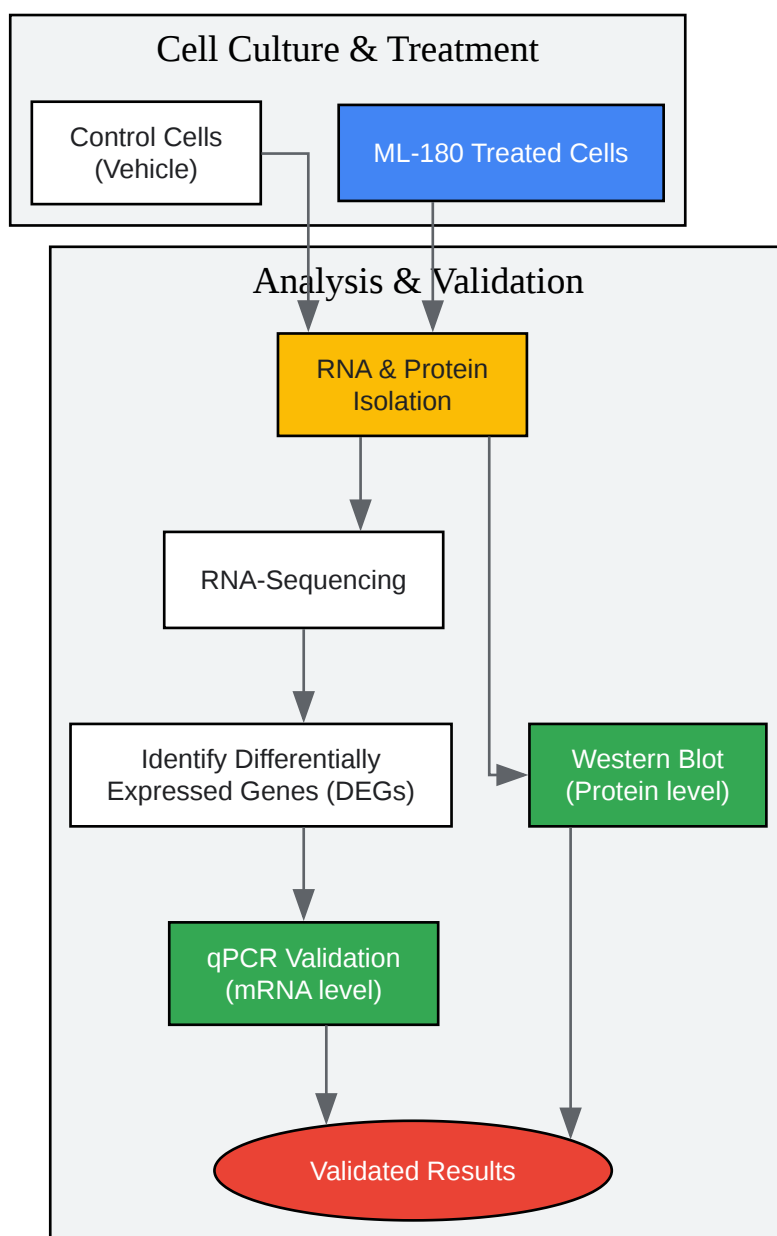 Cell Culture & Treatment
Control Cells
(Vehicle)
ML-180 Treated Cells
Analysis & Validation
RNA & Protein
Isolation
RNA-Sequencing
Identify Differentially
Expressed Genes (DEGs)
Western Blot
(Protein level)
qPCR Validation
(mRNA level)
Validated Results